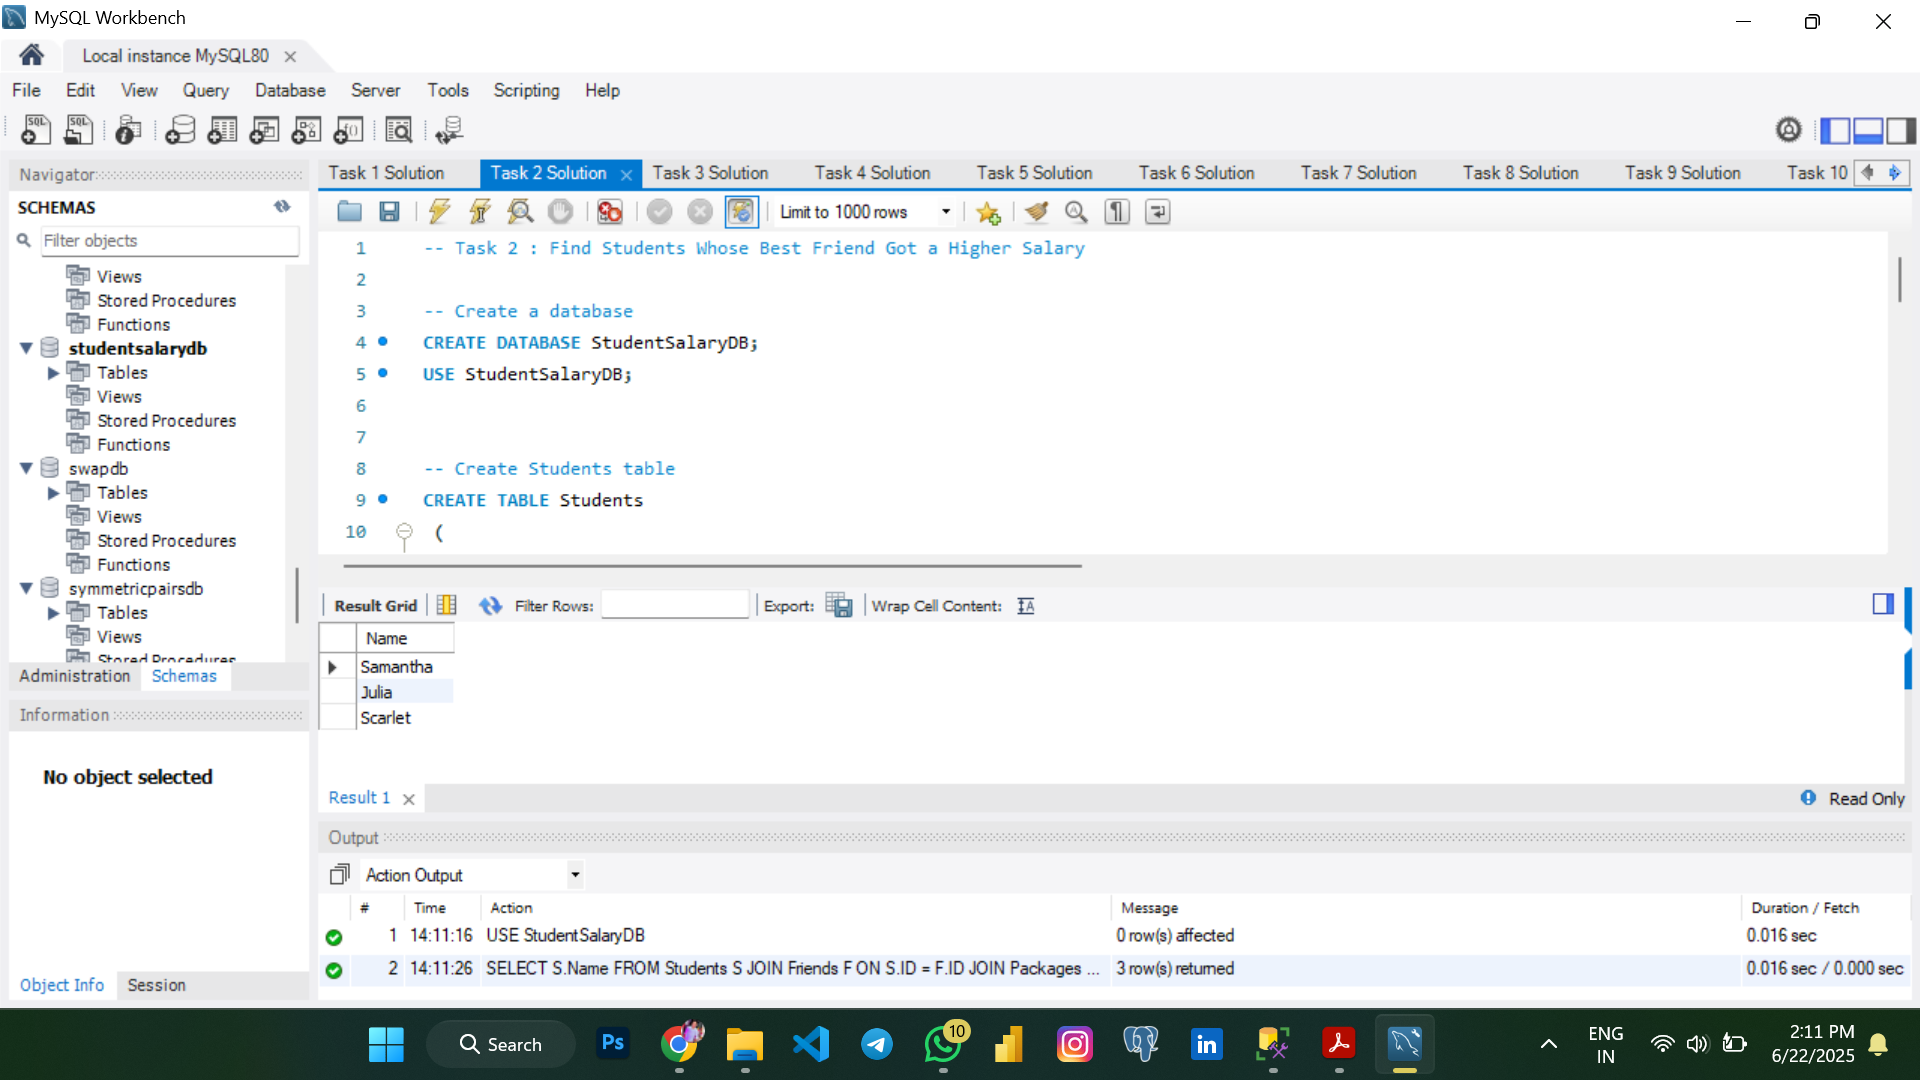 MySQL Workbench
Local instance MySQL80
File Edit View Query Database Server Tools Scripting Help
Navigator
SCHEMAS
Filter objects
Views
Stored Procedures
Functions
studentsalarydb
Tables
Views
Stored Procedures
Functions
swapdb
Tables
Views
Stored Procedures
Functions
symmetricpairsdb
Tables
Views
Stored Procedures
Administration Schemas
Information
No object selected
Object Info Session
Task 1 Solution Task 2 Solution Task 3 Solution Task 4 Solution Task 5 Solution Task 6 Solution Task 7 Solution Task 8 Solution Task 9 Solution Task 10
Limit to 1000 rows
1 -- Task 2 : Find Students Whose Best Friend Got a Higher Salary
2
3 -- Create a database
4 CREATE DATABASE StudentSalaryDB;
5 USE StudentSalaryDB;
6
7
8 -- Create Students table
9 CREATE TABLE Students
10 (
Result Grid Filter Rows: Export: Wrap Cell Content:
Name
Samantha
Julia
Scarlet
Result 1 Read Only
Output
Action Output
# Time Action Message Duration / Fetch
1 14:11:16 USE StudentSalaryDB 0 row(s) affected 0.016 sec
2 14:11:26 SELECT S.Name FROM Students S JOIN Friends F ON S.ID = F.ID JOIN Packages ... 3 row(s) returned 0.016 sec / 0.000 sec
Search
Ps
10
in
ENG
IN
2:11 PM
6/22/2025